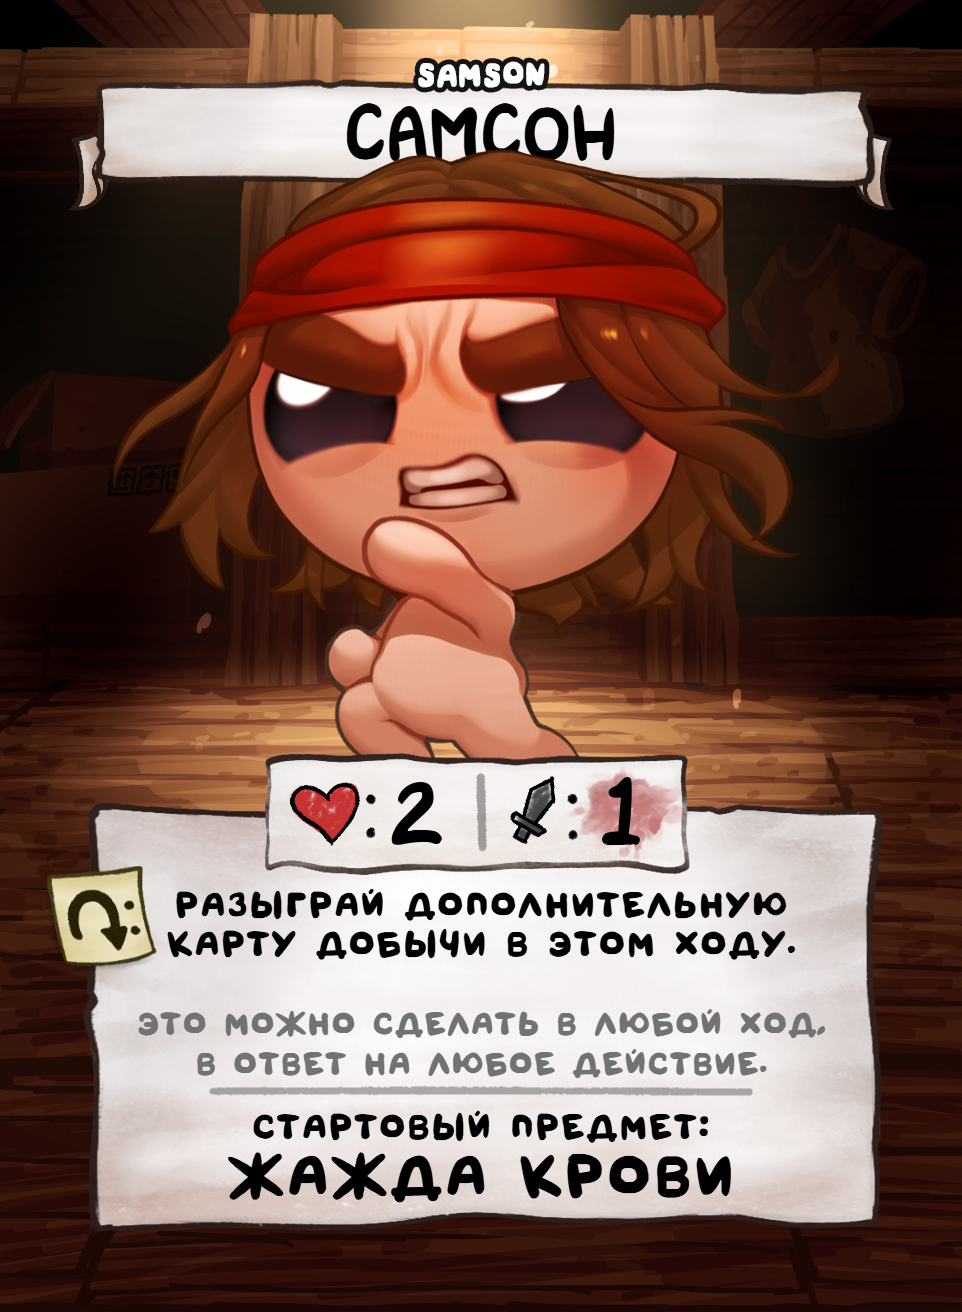 SAMSON
САМСОН
: 2 : 1
РАЗЫГРАЙ ДОПОЛНИТЕЛЬНУЮ
КАРТУ ДОБЫЧИ В ЭТОМ ХОДУ.
ЭТО МОЖНО СДЕЛАТЬ В ЛЮБОЙ ХОД,
В ОТВЕТ НА ЛЮБОЕ ДЕЙСТВИЕ.
СТАРТОВЫЙ ПРЕДМЕТ:
ЖАЖДА КРОВИ